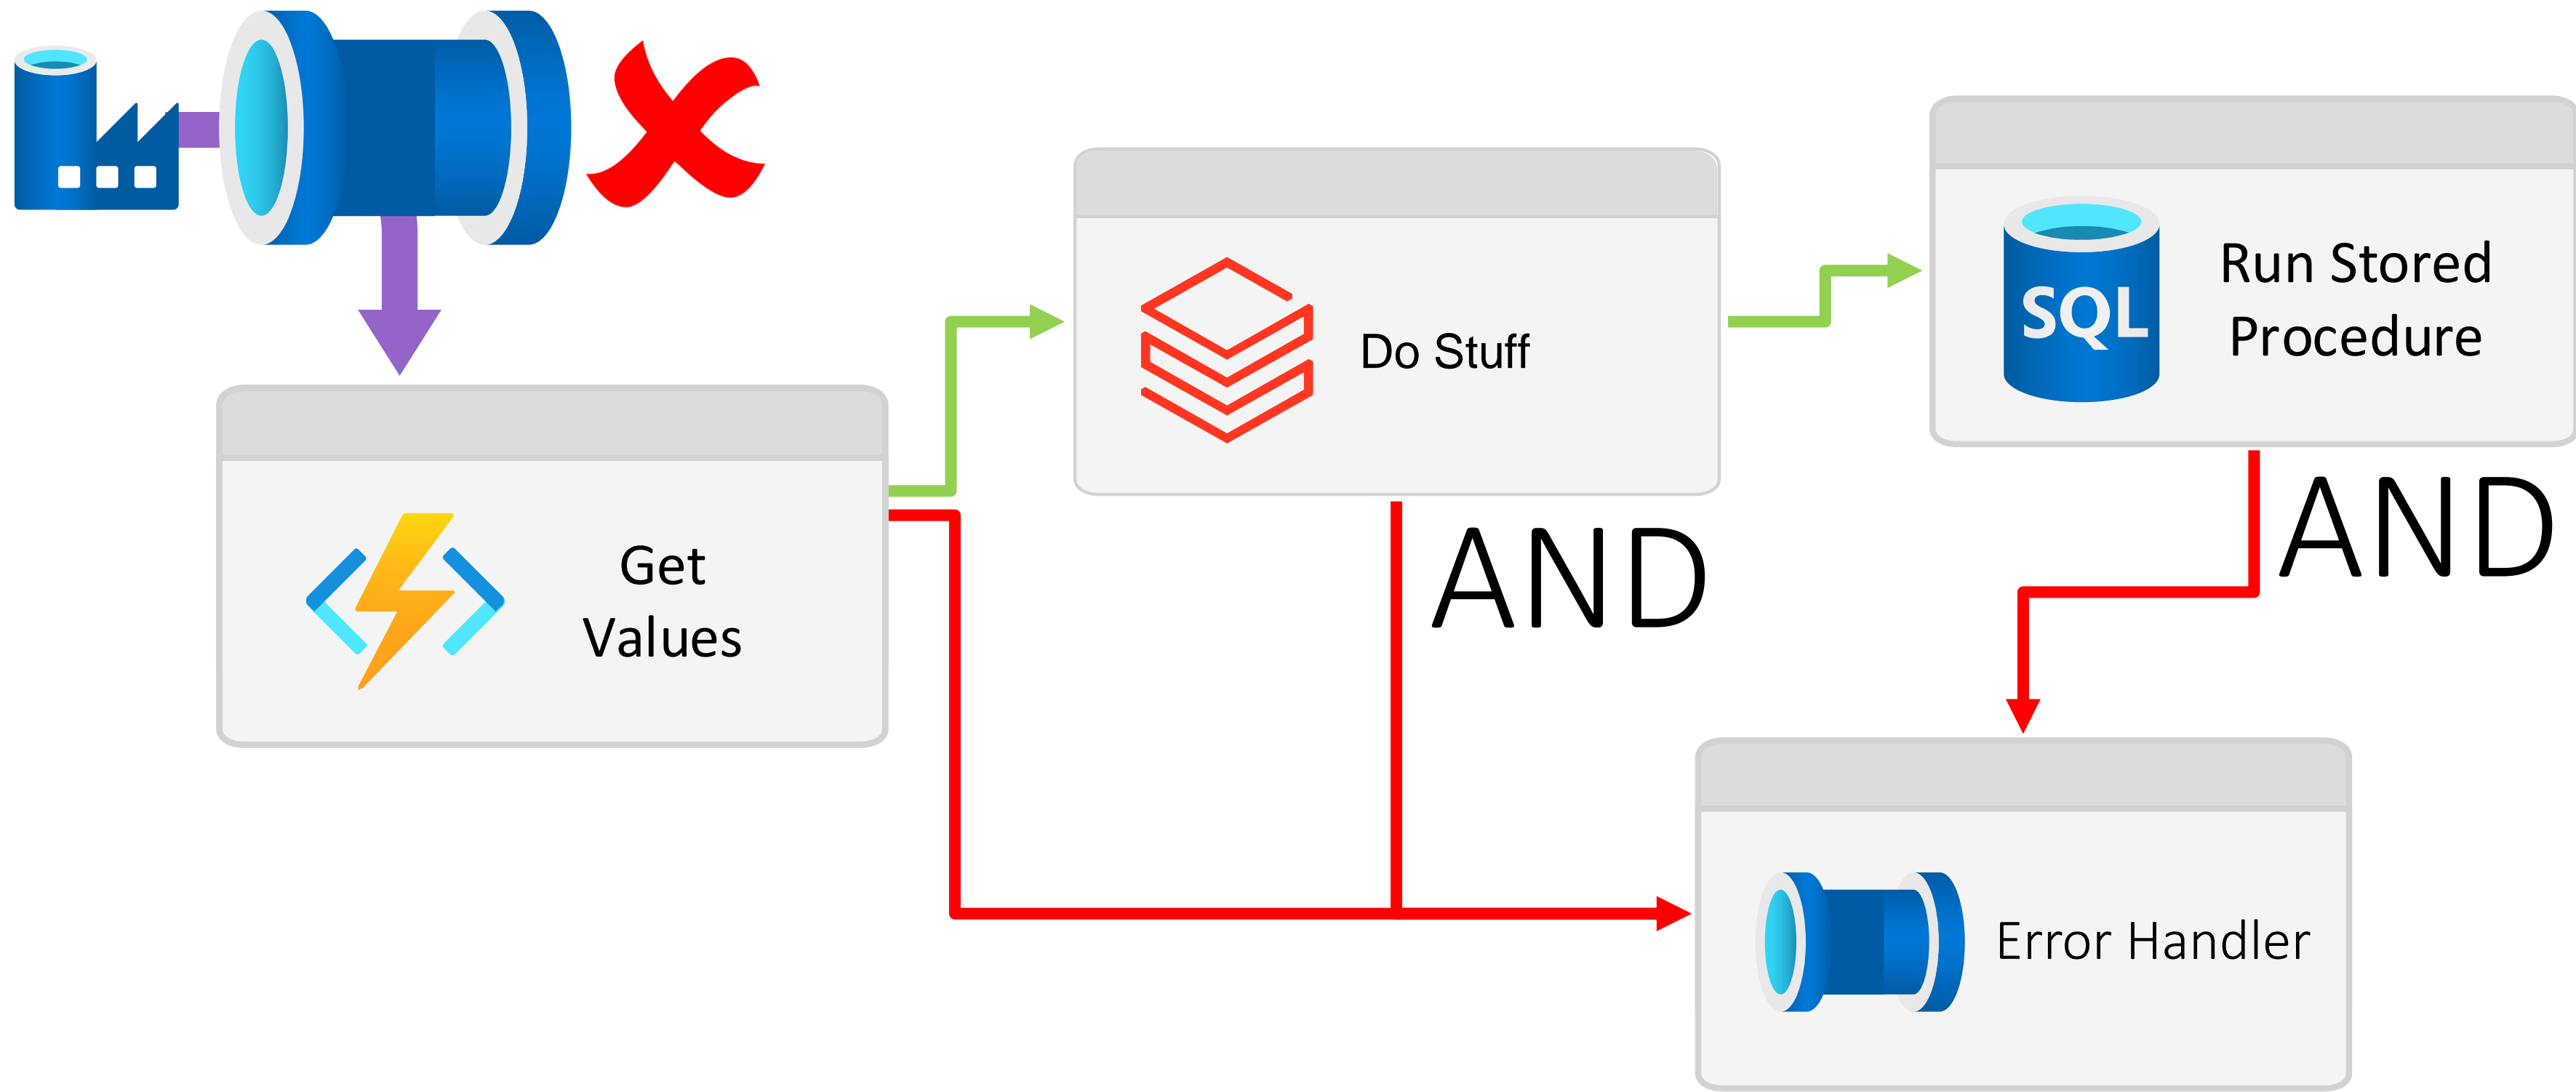 Run Stored
Procedure
SQL
Do Stuff
AND
AND
Get
Values
Error Handler